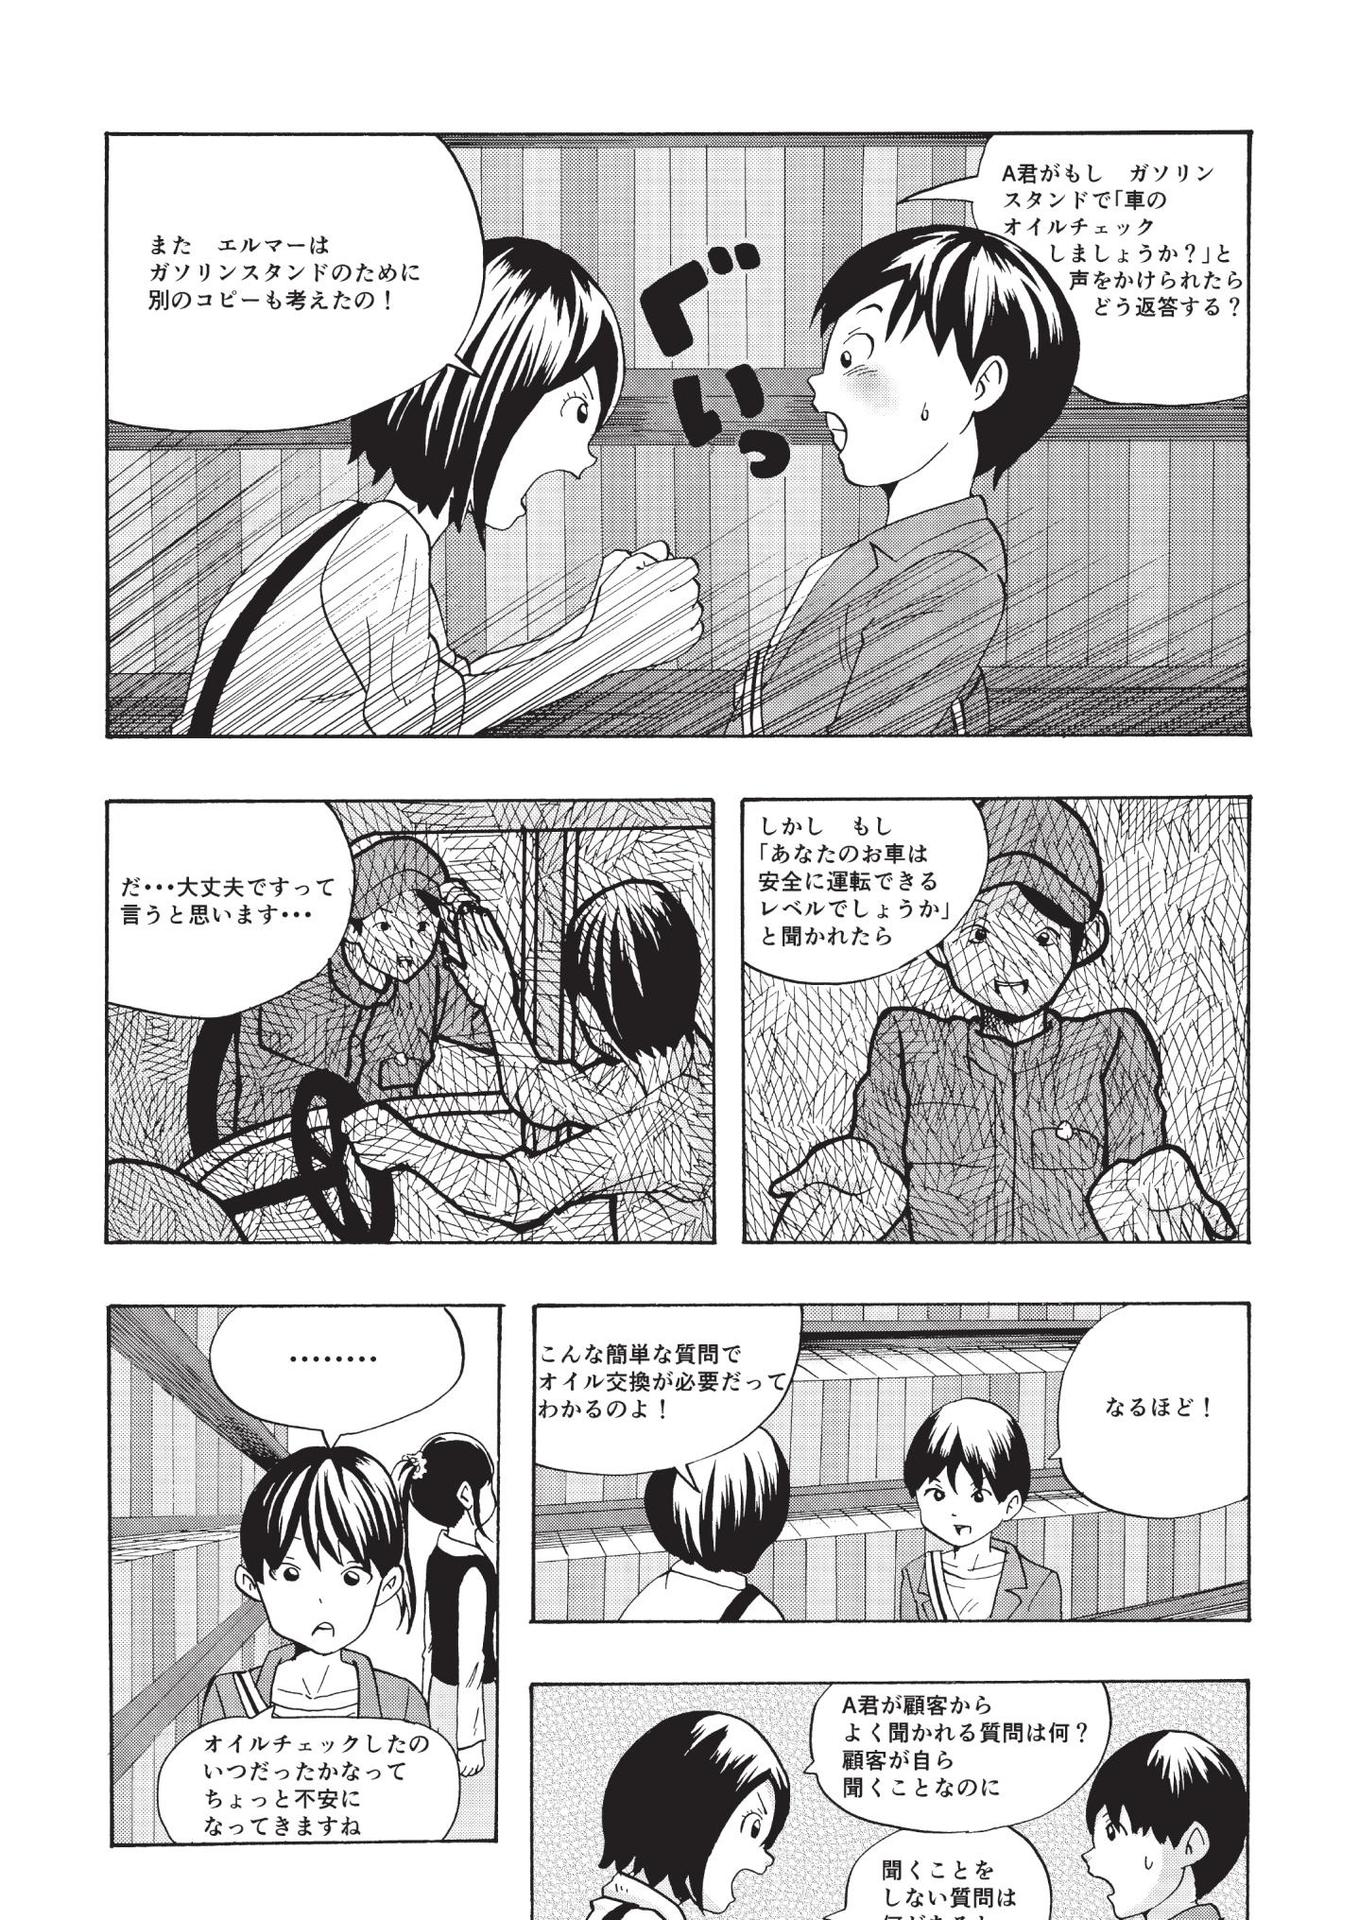 また　エルマーは
ガソリンスタンドのために
別のコピーも考えたの！
ぐいっ
A君がもし　ガソリン
スタンドで「車の
オイルチェック
しましょうか？」と
声をかけられたら
どう返答する？
だ・・・大丈夫ですって
言うと思います・・・
しかし　もし
「あなたのお車は
安全に運転できる
レベルでしょうか」
と聞かれたら
・・・・・・・・
オイルチェックしたの
いつだったかなって
ちょっと不安に
なってきますね
こんな簡単な質問で
オイル交換が必要だって
わかるのよ！
なるほど！
A君が顧客から
よく聞かれる質問は何？
顧客が自ら
聞くことなのに
聞くことを
しない質問は